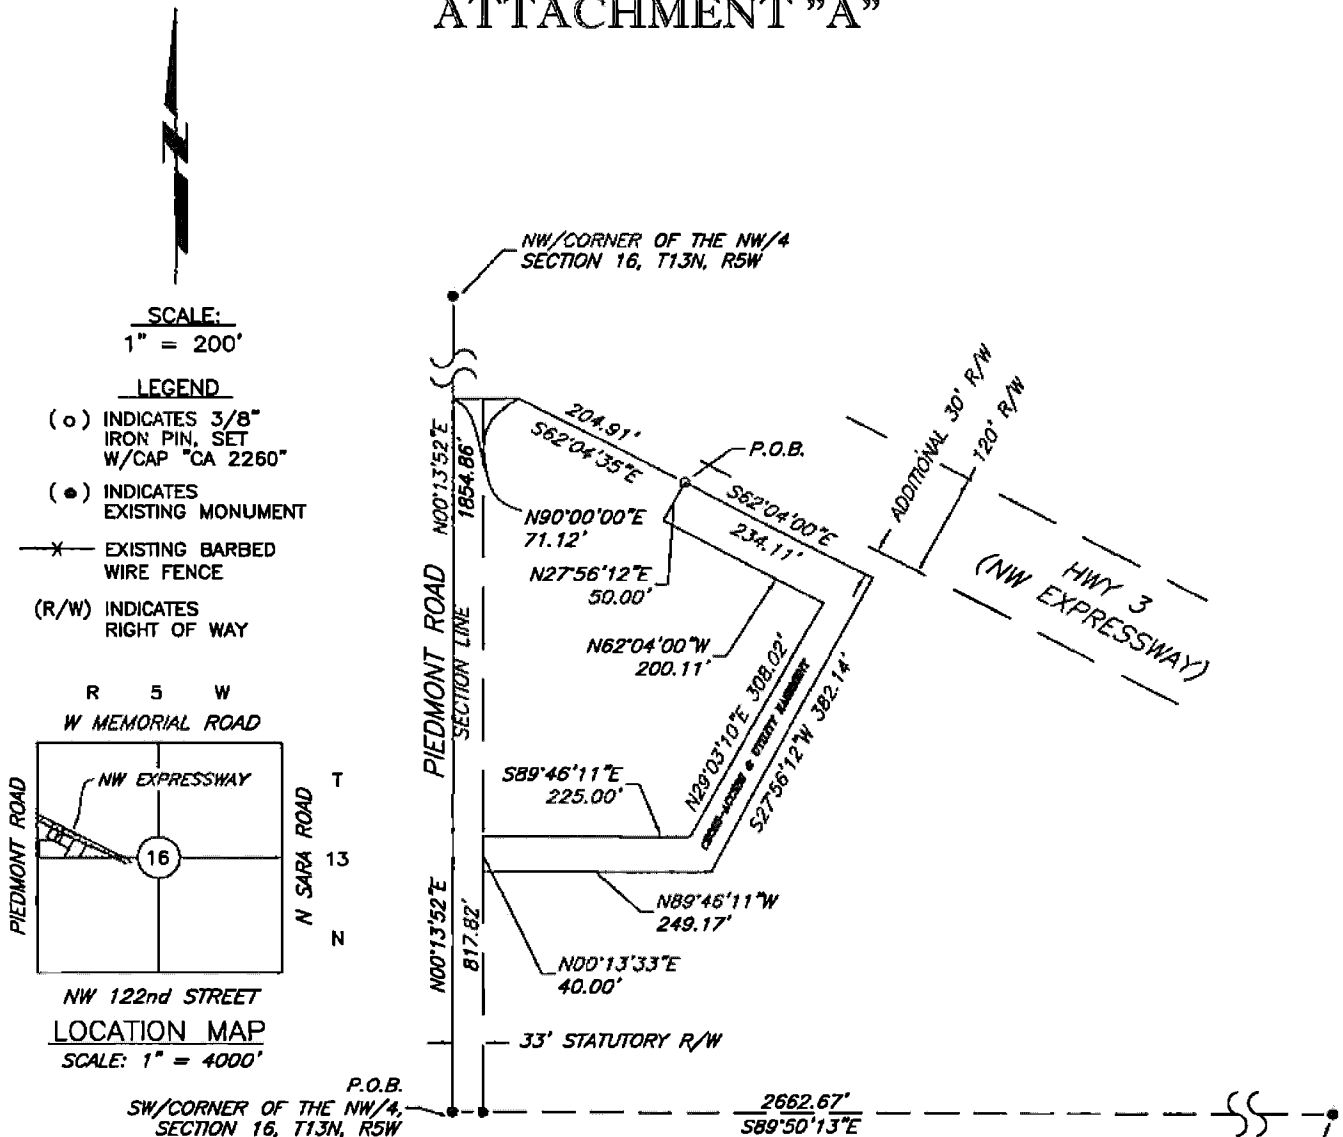 ATTACHMENT "A"
N
SCALE:
1" = 200'
LEGEND
(o) INDICATES 3/8"
IRON PIN, SET
W/CAP "CA 2260"
(●) INDICATES
EXISTING MONUMENT
—x— EXISTING BARBED
WIRE FENCE
(R/W) INDICATES
RIGHT OF WAY
R 5 W
W MEMORIAL ROAD
PIEDMONT ROAD
NW EXPRESSWAY
16
N SARA ROAD
T
13
N
NW 122nd STREET
LOCATION MAP
SCALE: 1" = 4000'
NW/CORNER OF THE NW/4
SECTION 16, T13N, R5W
N00°13'52"E
1854.86'
204.91'
S62°04'35"E
P.O.B.
N90°00'00"E
71.12'
S62°04'00"E
234.11'
N27°56'12"E
50.00'
N62°04'00"W
200.11'
ADDITIONAL 30' R/W
120' R/W
HWY 3
(NW EXPRESSWAY)
PIEDMONT ROAD
SECTION LINE
N29°03'10"E 308.02'
CROSS-ACCESS & UTILITY EASEMENT
S27°56'12"W 382.14'
S89°46'11"E
225.00'
N89°46'11"W
249.17'
N00°13'52"E
817.82'
N00°13'33"E
40.00'
33' STATUTORY R/W
P.O.B.
SW/CORNER OF THE NW/4,
SECTION 16, T13N, R5W
2662.67'
S89°50'13"E